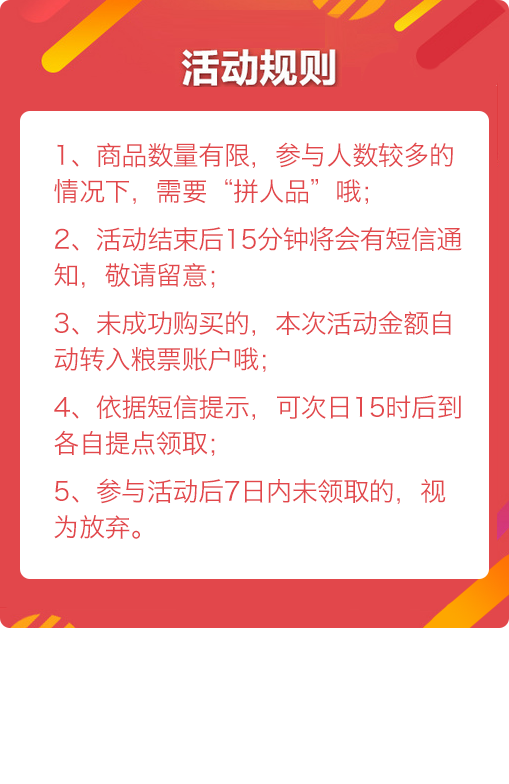 活动规则
1、商品数量有限，参与人数较多的
情况下，需要“拼人品”哦；
2、活动结束后15分钟将会有短信通
知，敬请留意；
3、未成功购买的，本次活动金额自
动转入粮票账户哦；
4、依据短信提示，可次日15时后到
各自提点领取；
5、参与活动后7日内未领取的，视
为放弃。